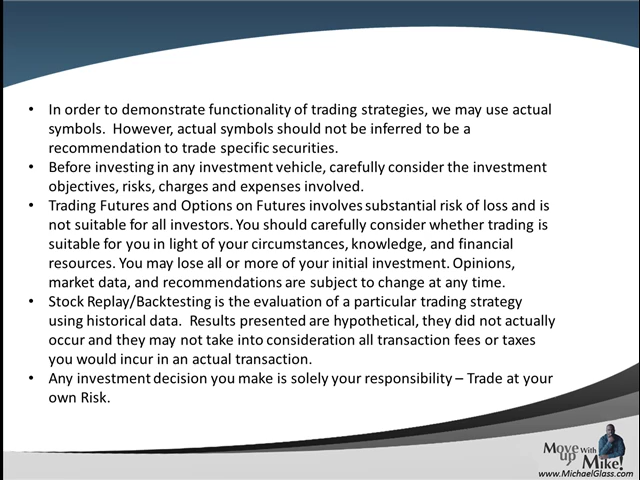 • In order to demonstrate functionality of trading strategies, we may use actual
symbols.  However, actual symbols should not be inferred to be a
recommendation to trade specific securities.
• Before investing in any investment vehicle, carefully consider the investment
objectives, risks, charges and expenses involved.
• Trading Futures and Options on Futures involves substantial risk of loss and is
not suitable for all investors. You should carefully consider whether trading is
suitable for you in light of your circumstances, knowledge, and financial
resources. You may lose all or more of your initial investment. Opinions,
market data, and recommendations are subject to change at any time.
• Stock Replay/Backtesting is the evaluation of a particular trading strategy
using historical data.  Results presented are hypothetical, they did not actually
occur and they may not take into consideration all transaction fees or taxes
you would incur in an actual transaction.
• Any investment decision you make is solely your responsibility – Trade at your
own Risk.
Move up With Mike!
www.MichaelGlass.com